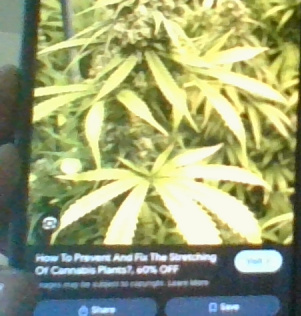 How To Prevent And Fix The Stretching
Of Cannabis Plants?, 60% OFF
Visit
Images may be subject to copyright. Learn More
Share
Save